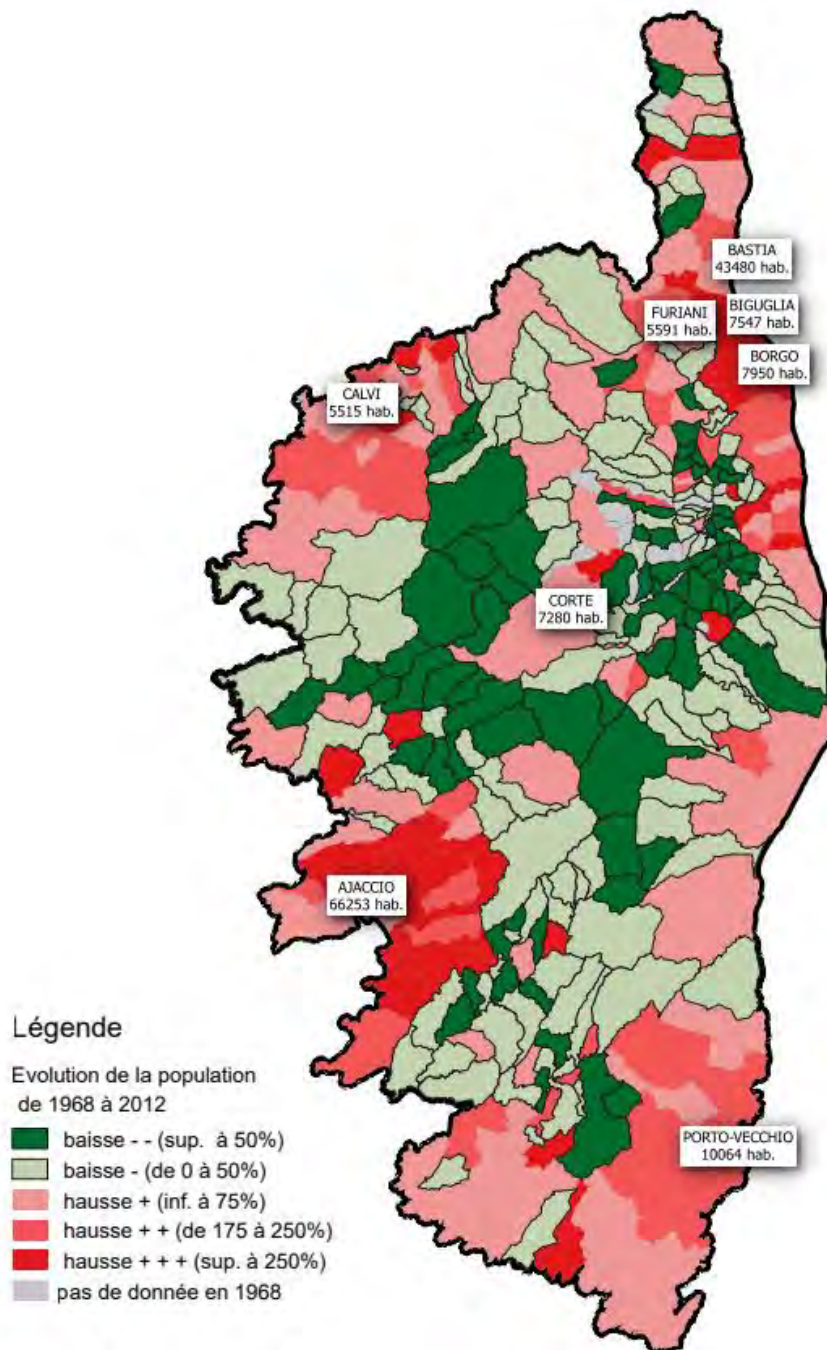 BASTIA
43480 hab.
FURIANI
5591 hab.
BIGUGLIA
7547 hab.
BORGO
7950 hab.
CALVI
5515 hab.
CORTE
7280 hab.
AJACCIO
66253 hab.
PORTO-VECCHIO
10064 hab.
Légende
Evolution de la population
de 1968 à 2012
baisse - - (sup. à 50%)
baisse - (de 0 à 50%)
hausse + (inf. à 75%)
hausse + + (de 175 à 250%)
hausse + + + (sup. à 250%)
pas de donnée en 1968